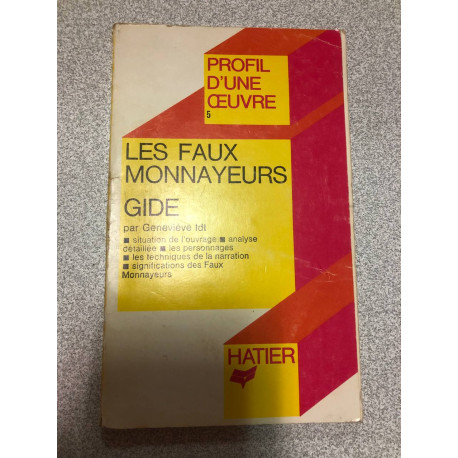 PROFIL
D'UNE
ŒUVRE
5
LES FAUX
MONNAYEURS
GIDE
par Geneviève Idt
■ situation de l'ouvrage ■ analyse
détaillée ■ les personnages
■ les techniques de la narration
■ significations des Faux
Monnayeurs
HATIER